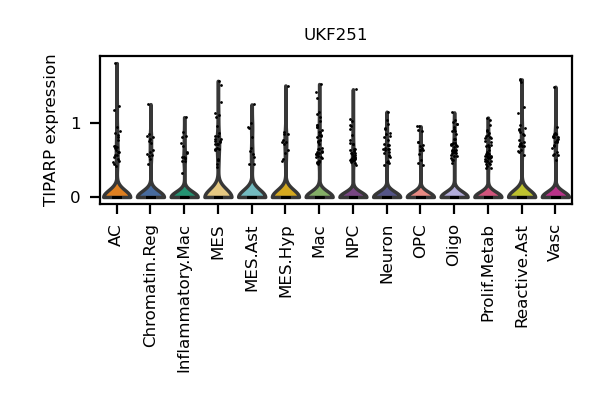 UKF251
TIPARP expression
1
0
AC
Chromatin.Reg
Inflammatory.Mac
MES
MES.Ast
MES.Hyp
Mac
NPC
Neuron
OPC
Oligo
Prolif.Metab
Reactive.Ast
Vasc